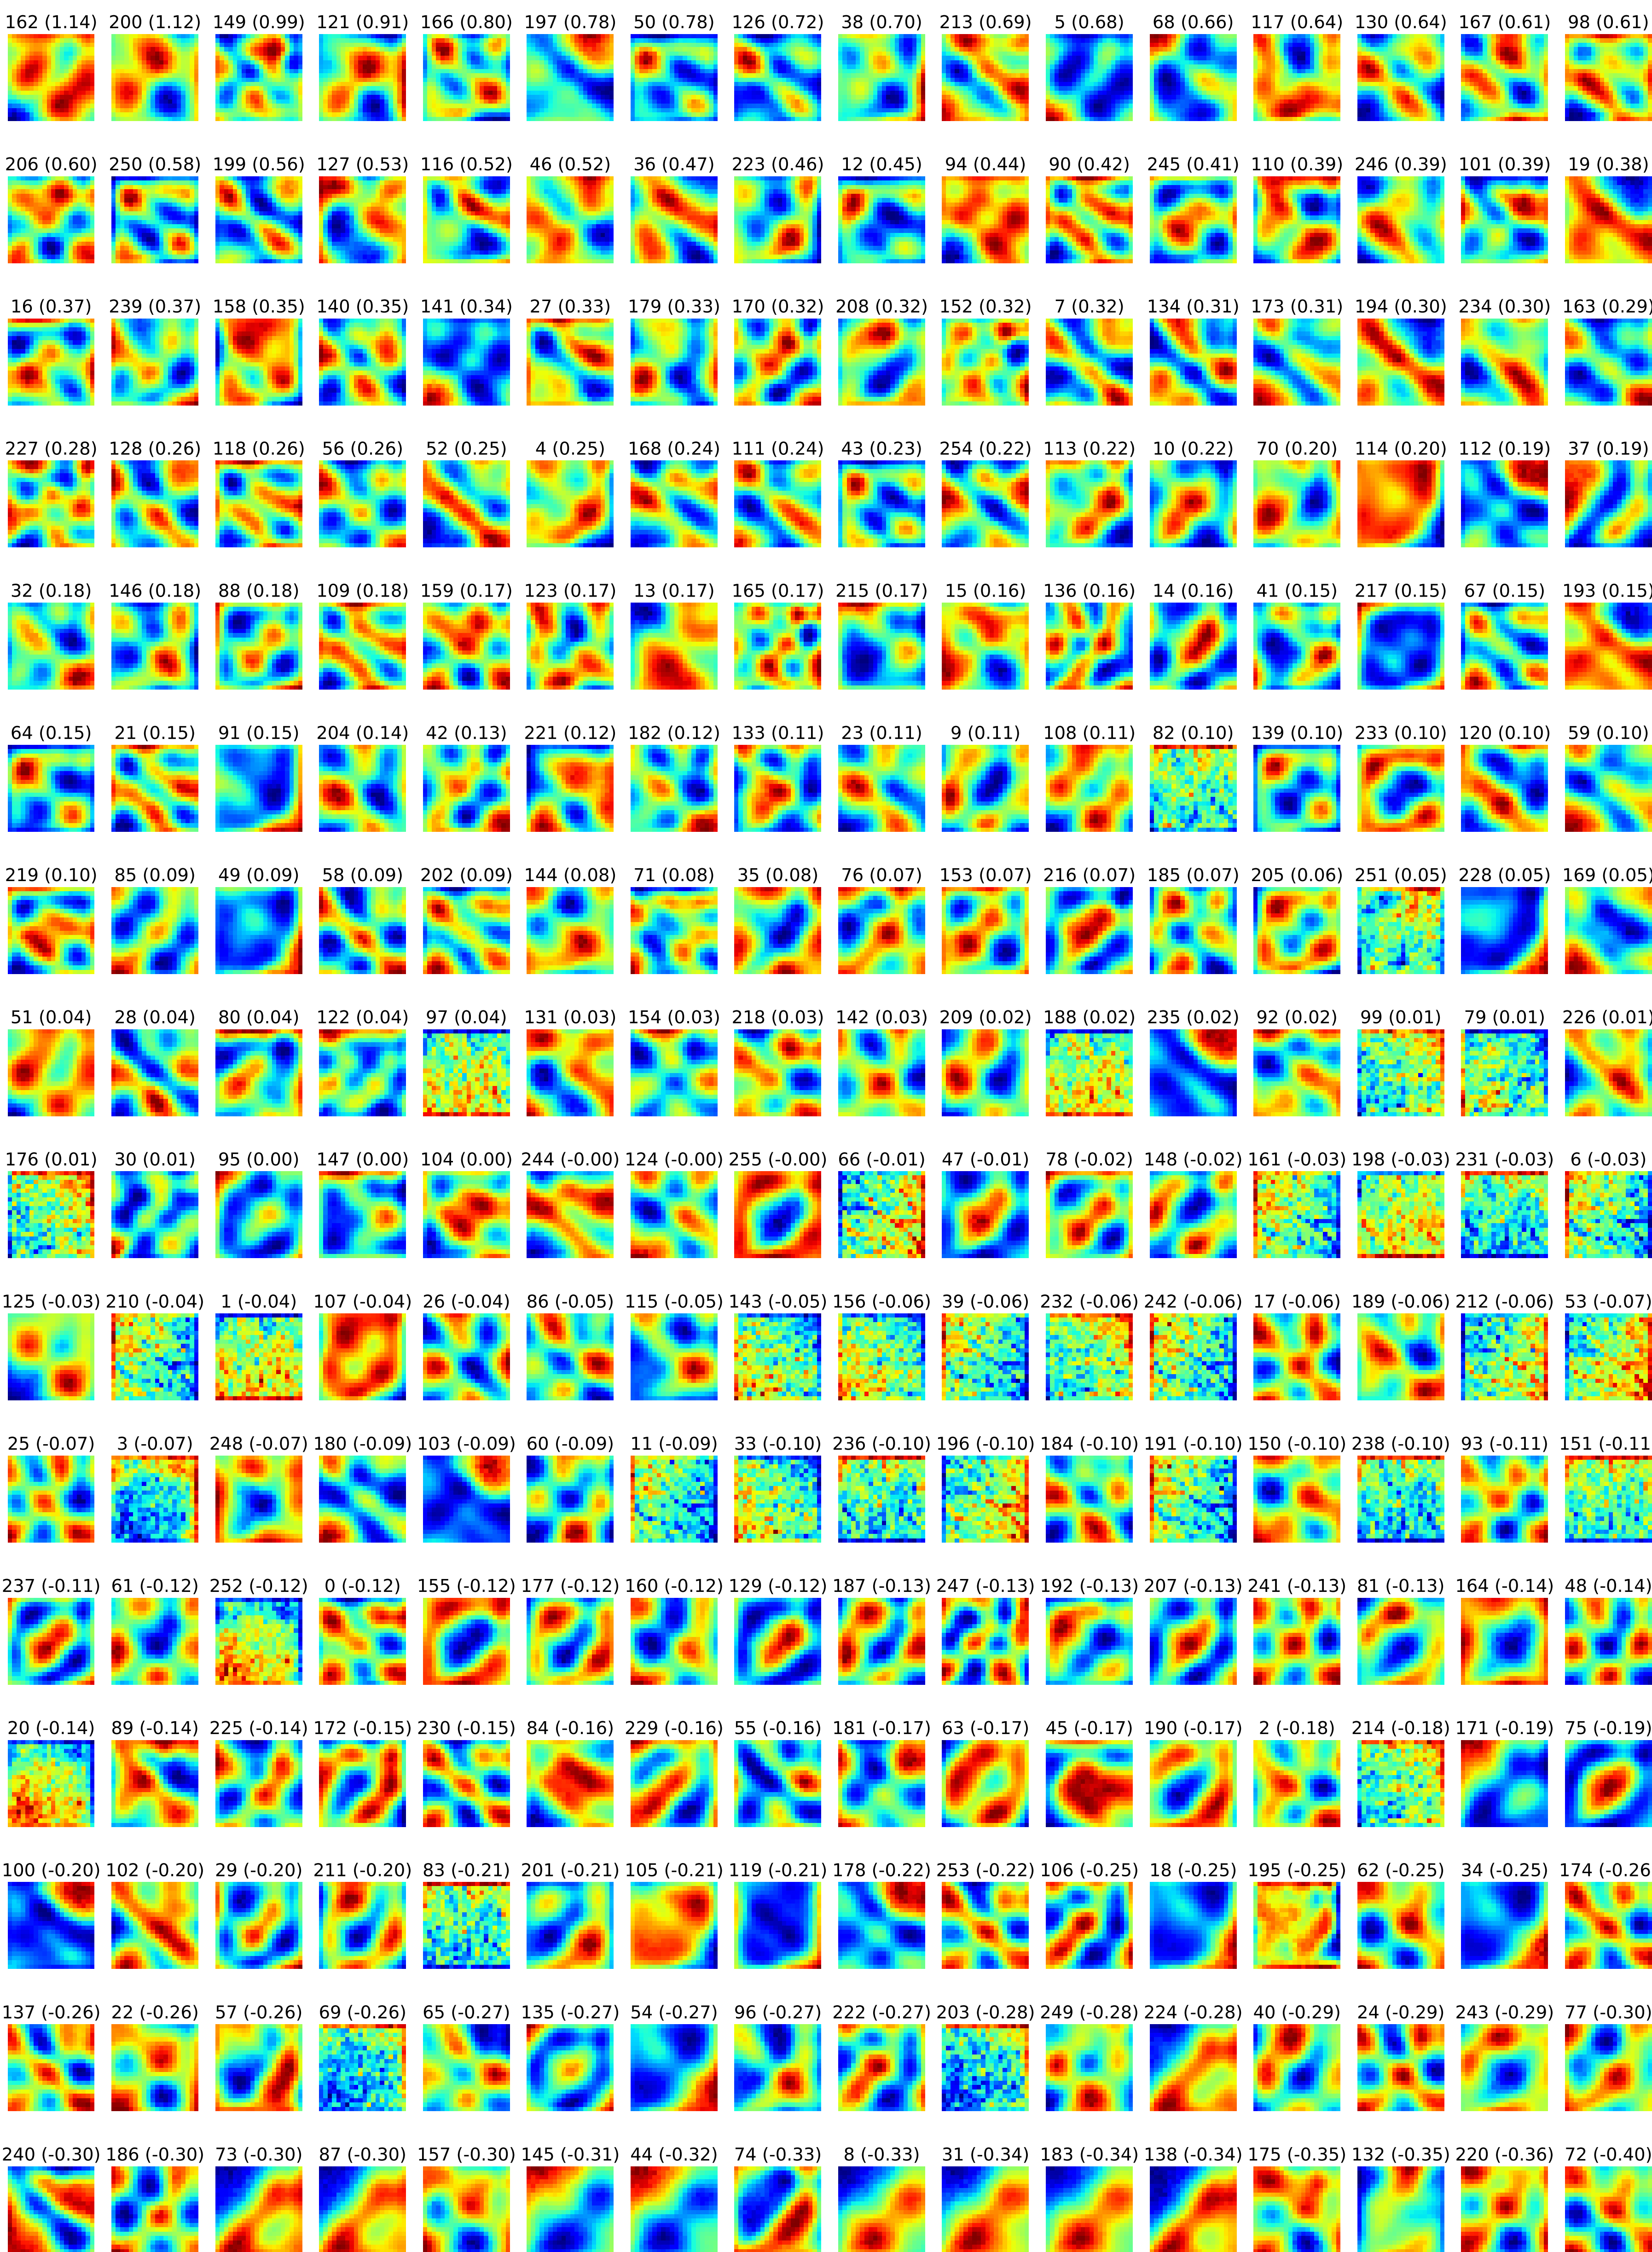 162 (1.14) 200 (1.12) 149 (0.99) 121 (0.91) 166 (0.80) 197 (0.78) 50 (0.78) 126 (0.72) 38 (0.70) 213 (0.69) 5 (0.68) 68 (0.66) 117 (0.64) 130 (0.64) 167 (0.61) 98 (0.61)
206 (0.60) 250 (0.58) 199 (0.56) 127 (0.53) 116 (0.52) 46 (0.52) 36 (0.47) 223 (0.46) 12 (0.45) 94 (0.44) 90 (0.42) 245 (0.41) 110 (0.39) 246 (0.39) 101 (0.39) 19 (0.38)
16 (0.37) 239 (0.37) 158 (0.35) 140 (0.35) 141 (0.34) 27 (0.33) 179 (0.33) 170 (0.32) 208 (0.32) 152 (0.32) 7 (0.32) 134 (0.31) 173 (0.31) 194 (0.30) 234 (0.30) 163 (0.29)
227 (0.28) 128 (0.26) 118 (0.26) 56 (0.26) 52 (0.25) 4 (0.25) 168 (0.24) 111 (0.24) 43 (0.23) 254 (0.22) 113 (0.22) 10 (0.22) 70 (0.20) 114 (0.20) 112 (0.19) 37 (0.19)
32 (0.18) 146 (0.18) 88 (0.18) 109 (0.18) 159 (0.17) 123 (0.17) 13 (0.17) 165 (0.17) 215 (0.17) 15 (0.16) 136 (0.16) 14 (0.16) 41 (0.15) 217 (0.15) 67 (0.15) 193 (0.15)
64 (0.15) 21 (0.15) 91 (0.15) 204 (0.14) 42 (0.13) 221 (0.12) 182 (0.12) 133 (0.11) 23 (0.11) 9 (0.11) 108 (0.11) 82 (0.10) 139 (0.10) 233 (0.10) 120 (0.10) 59 (0.10)
219 (0.10) 85 (0.09) 49 (0.09) 58 (0.09) 202 (0.09) 144 (0.08) 71 (0.08) 35 (0.08) 76 (0.07) 153 (0.07) 216 (0.07) 185 (0.07) 205 (0.06) 251 (0.05) 228 (0.05) 169 (0.05)
51 (0.04) 28 (0.04) 80 (0.04) 122 (0.04) 97 (0.04) 131 (0.03) 154 (0.03) 218 (0.03) 142 (0.03) 209 (0.02) 188 (0.02) 235 (0.02) 92 (0.02) 99 (0.01) 79 (0.01) 226 (0.01)
176 (0.01) 30 (0.01) 95 (0.00) 147 (0.00) 104 (0.00) 244 (-0.00) 124 (-0.00) 255 (-0.00) 66 (-0.01) 47 (-0.01) 78 (-0.02) 148 (-0.02) 161 (-0.03) 198 (-0.03) 231 (-0.03) 6 (-0.03)
125 (-0.03) 210 (-0.04) 1 (-0.04) 107 (-0.04) 26 (-0.04) 86 (-0.05) 115 (-0.05) 143 (-0.05) 156 (-0.06) 39 (-0.06) 232 (-0.06) 242 (-0.06) 17 (-0.06) 189 (-0.06) 212 (-0.06) 53 (-0.07)
25 (-0.07) 3 (-0.07) 248 (-0.07) 180 (-0.09) 103 (-0.09) 60 (-0.09) 11 (-0.09) 33 (-0.10) 236 (-0.10) 196 (-0.10) 184 (-0.10) 191 (-0.10) 150 (-0.10) 238 (-0.10) 93 (-0.11) 151 (-0.11
237 (-0.11) 61 (-0.12) 252 (-0.12) 0 (-0.12) 155 (-0.12) 177 (-0.12) 160 (-0.12) 129 (-0.12) 187 (-0.13) 247 (-0.13) 192 (-0.13) 207 (-0.13) 241 (-0.13) 81 (-0.13) 164 (-0.14) 48 (-0.14)
20 (-0.14) 89 (-0.14) 225 (-0.14) 172 (-0.15) 230 (-0.15) 84 (-0.16) 229 (-0.16) 55 (-0.16) 181 (-0.17) 63 (-0.17) 45 (-0.17) 190 (-0.17) 2 (-0.18) 214 (-0.18) 171 (-0.19) 75 (-0.19)
100 (-0.20) 102 (-0.20) 29 (-0.20) 211 (-0.20) 83 (-0.21) 201 (-0.21) 105 (-0.21) 119 (-0.21) 178 (-0.22) 253 (-0.22) 106 (-0.25) 18 (-0.25) 195 (-0.25) 62 (-0.25) 34 (-0.25) 174 (-0.26
137 (-0.26) 22 (-0.26) 57 (-0.26) 69 (-0.26) 65 (-0.27) 135 (-0.27) 54 (-0.27) 96 (-0.27) 222 (-0.27) 203 (-0.28) 249 (-0.28) 224 (-0.28) 40 (-0.29) 24 (-0.29) 243 (-0.29) 77 (-0.30)
240 (-0.30) 186 (-0.30) 73 (-0.30) 87 (-0.30) 157 (-0.30) 145 (-0.31) 44 (-0.32) 74 (-0.33) 8 (-0.33) 31 (-0.34) 183 (-0.34) 138 (-0.34) 175 (-0.35) 132 (-0.35) 220 (-0.36) 72 (-0.40)